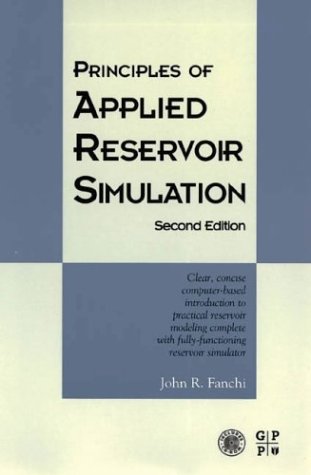 PRINCIPLES OF
APPLIED
RESERVOIR
SIMULATION
Second Edition
Clear, concise
computer-based
introduction to
practical reservoir
modeling complete
with fully-functioning
reservoir simulator
John R. Fanchi
G P
P